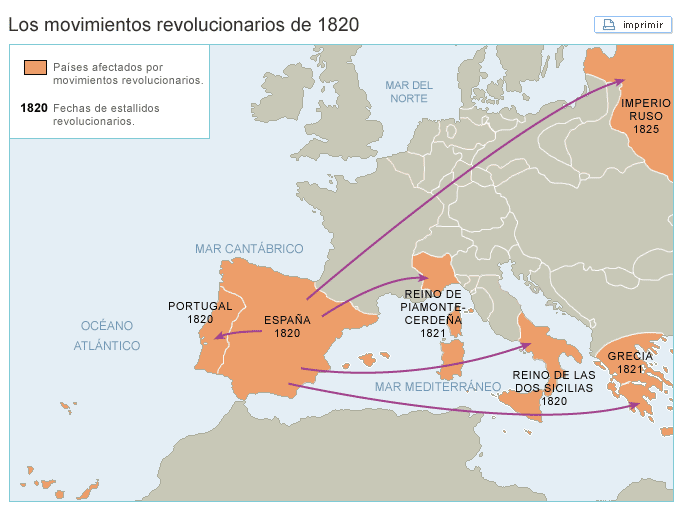 Los movimientos revolucionarios de 1820
imprimir
Países afectados por
movimientos revolucionarios.
1820 Fechas de estallidos
revolucionarios.
MAR DEL
NORTE
IMPERIO
RUSO
1825
MAR CANTÁBRICO
PORTUGAL
1820
ESPAÑA
1820
REINO DE
PIAMONTE-
CERDEÑA
1821
OCÉANO
ATLÁNTICO
GRECIA
1821
REINO DE LAS
DOS SICILIAS
1820
MAR MEDITERRÁNEO